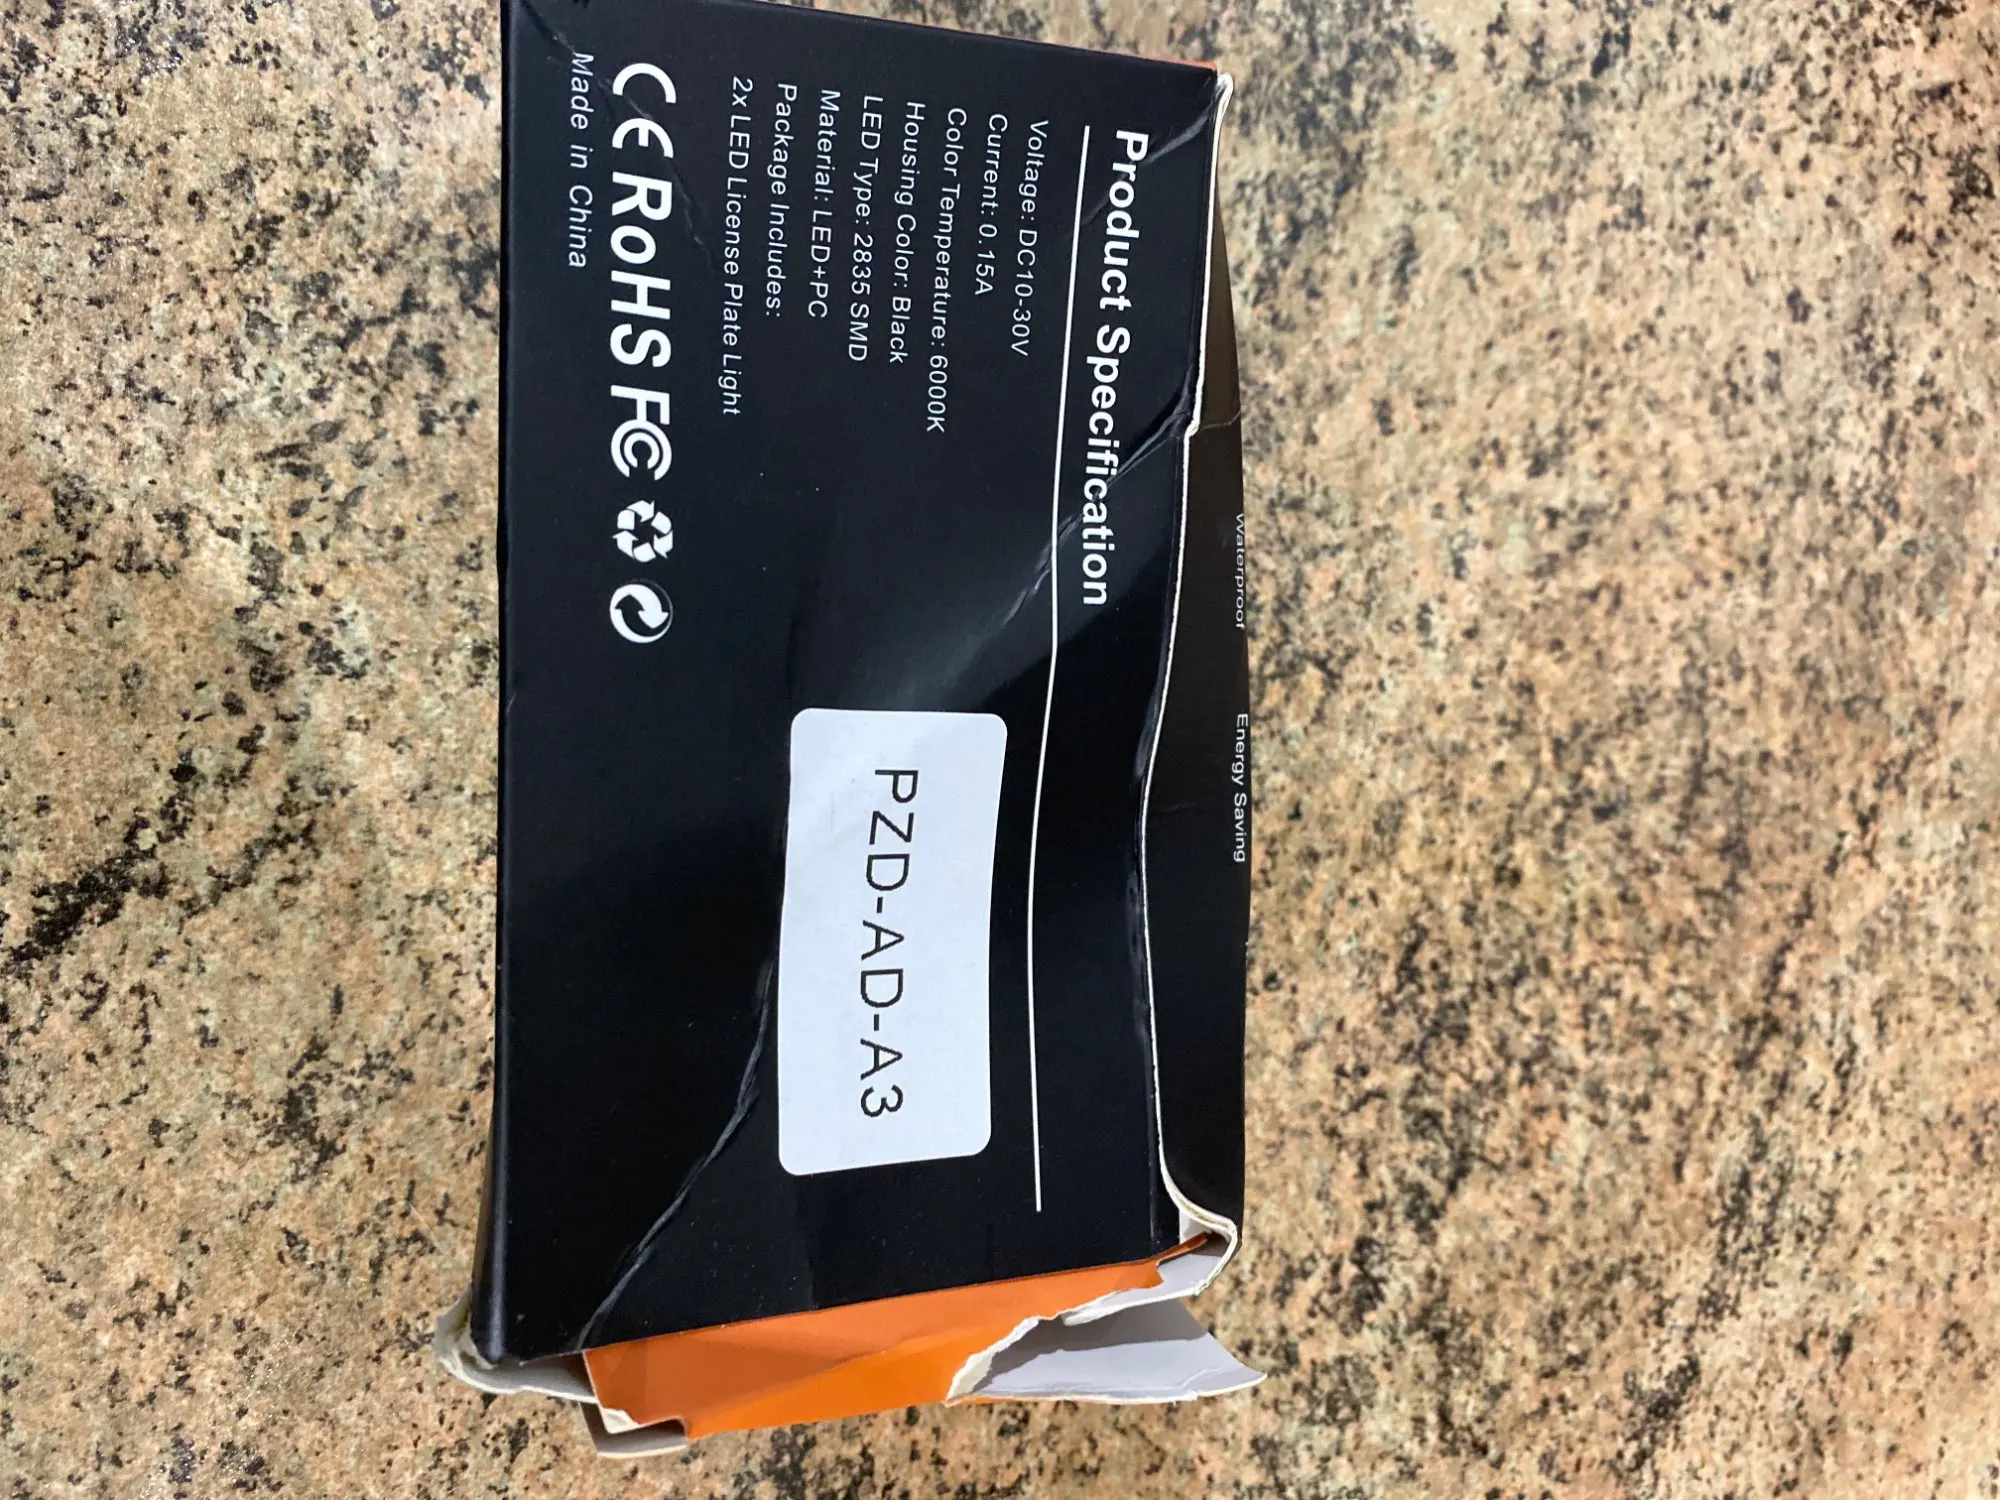 Waterproof Energy Saving
Product Specification
Voltage: DC10-30V
Current: 0.15A
Color Temperature: 6000K
Housing Color: Black
LED Type: 2835 SMD
Material: LED+PC
Package Includes:
2x LED License Plate Light
CE RoHS FC
Made in China
PZD-AD-A3